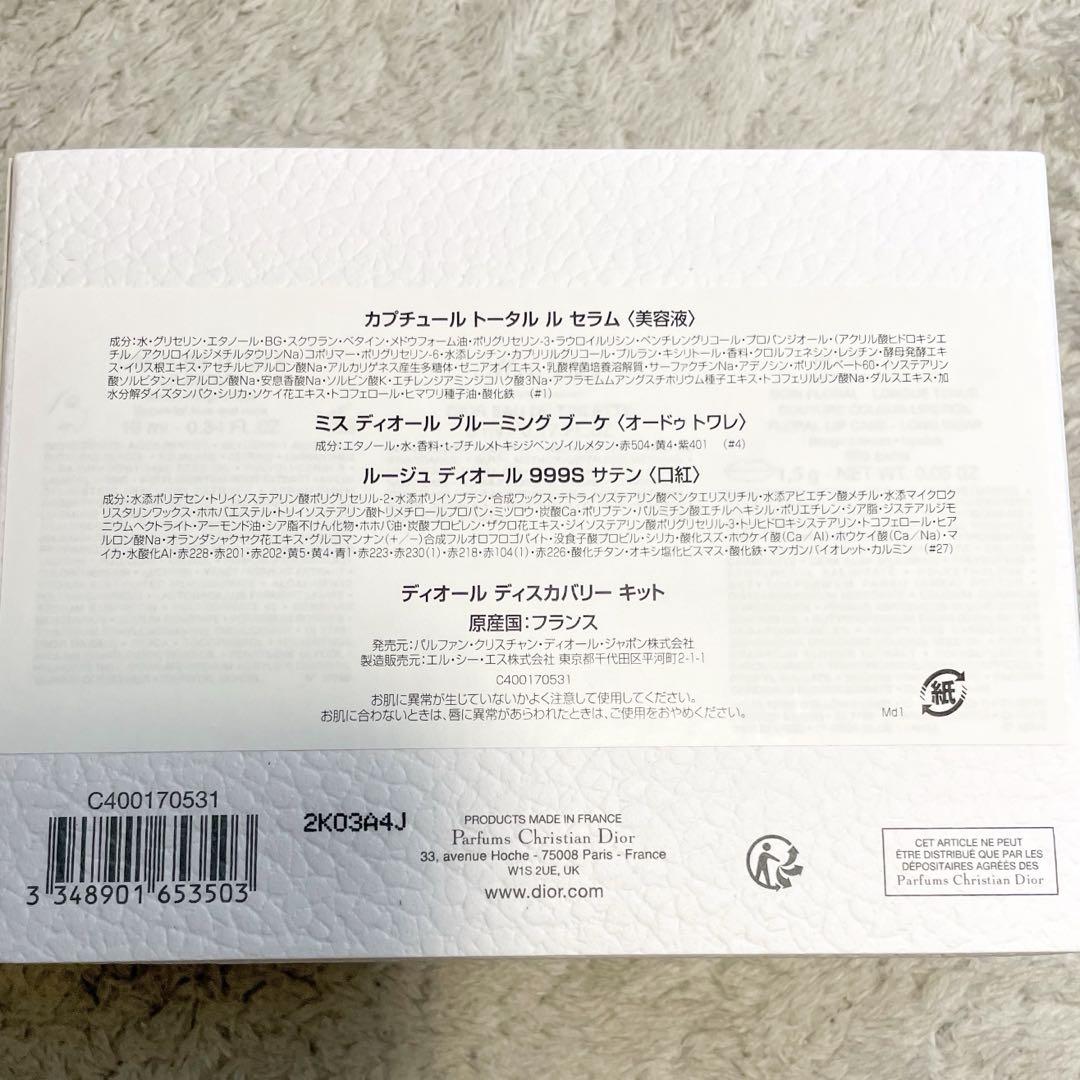 カプチュール トータル ル セラム〈美容液〉
成分:水・グリセリン・エタノール・BG・スクワラン・ベタイン・メドウフォーム油・ポリグリセリン-3・ラウロイルリシン・ペンチレングリコール・プロパンジオール・(アクリル酸ヒドロキシエ
チル/アクリロイルジメチルタウリンNa)コポリマー・ポリグリセリン-6・水添レシチン・カプリリルグリコール・プルラン・キシリトール・香料・クロルフェネシン・レシチン・酵母発酵エキ
ス・イリス根エキス・アセチルヒアルロン酸Na・アルカリゲネス産生多糖体・ゼニアオイエキス・乳酸桿菌培養溶解質・サーファクチンNa・アデノシン・ポリソルベート60・イソステアリン
酸ソルビタン・ヒアルロン酸Na・安息香酸Na・ソルビン酸K・エチレンジアミンジコハク酸3Na・アフラモムアングスチホリウム種子エキス・トコフェリルリン酸Na・ダルスエキス・加
水分解ダイズタンパク・シリカ・ソケイ花エキス・トコフェロール・ヒマワリ種子油・酸化鉄 (#1)
ミス ディオール ブルーミング ブーケ〈オードゥ トワレ〉
成分:エタノール・水・香料・t-ブチルメトキシジベンゾイルメタン・赤504・黄4・紫401 (#4)
ルージュ ディオール 999S サテン〈口紅〉
成分:水添ポリデセン・トリイソステアリン酸ポリグリセリル-2・水添ポリイソブテン・合成ワックス・テトライソステアリン酸ペンタエリスリチル・水添アビエチン酸メチル・水添マイクロク
リスタリンワックス・ホホバエステル・トリイソステアリン酸トリメチロールプロパン・ミツロウ・炭酸Ca・ポリブテン・パルミチン酸エチルヘキシル・ポリエチレン・シア脂・ジステアルジモ
ニウムヘクトライト・アーモンド油・シア脂不けん化物・ホホバ油・炭酸プロピレン・ザクロ花エキス・ジイソステアリン酸ポリグリセリル-3・トリヒドロキシステアリン・トコフェロール・ヒア
ルロン酸Na・オランダシャクヤク花エキス・グルコマンナン・(+/-)合成フルオロフロゴパイト・没食子酸プロピル・シリカ・酸化スズ・ホウケイ酸(Ca/Al)・ホウケイ酸(Ca/Na)・マ
イカ・水酸化Al・赤228・赤201・赤202・黄5・黄4・青1・赤223・赤230(1)・赤218・赤104(1)・赤226・酸化チタン・オキシ塩化ビスマス・酸化鉄・マンガンバイオレット・カルミン (#27)
ディオール ディスカバリー キット
原産国:フランス
発売元:パルファン・クリスチャン・ディオール・ジャポン株式会社
製造販売元:エル・シー・エス株式会社 東京都千代田区平河町2-1-1
C400170531
お肌に異常が生じていないかよく注意して使用してください。
お肌に合わないときは、唇に異常があらわれたときは、ご使用をおやめください。
Md1
紙
C400170531
3 348901 653503
2K03A4J
PRODUCTS MADE IN FRANCE
Parfums Christian Dior
33, avenue Hoche - 75008 Paris - France
W1S 2UE, UK
www.dior.com
CET ARTICLE NE PEUT
ÊTRE DISTRIBUÉ QUE PAR LES
DÉPOSITAIRES AGRÉÉS DES
Parfums Christian Dior